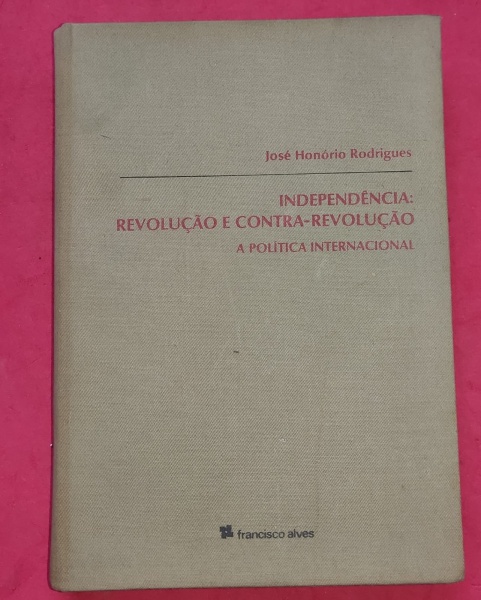 José Honório Rodrigues
INDEPENDÊNCIA:
REVOLUÇÃO E CONTRA-REVOLUÇÃO
A POLÍTICA INTERNACIONAL
francisco alves